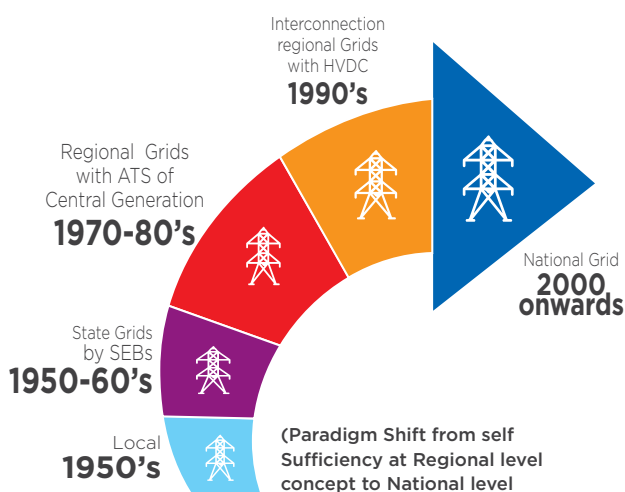 Interconnection
regional Grids
with HVDC
1990's
Regional Grids
with ATS of
Central Generation
1970-80's
National Grid
2000
onwards
State Grids
by SEBs
1950-60's
Local
1950's
(Paradigm Shift from self
Sufficiency at Regional level
concept to National level